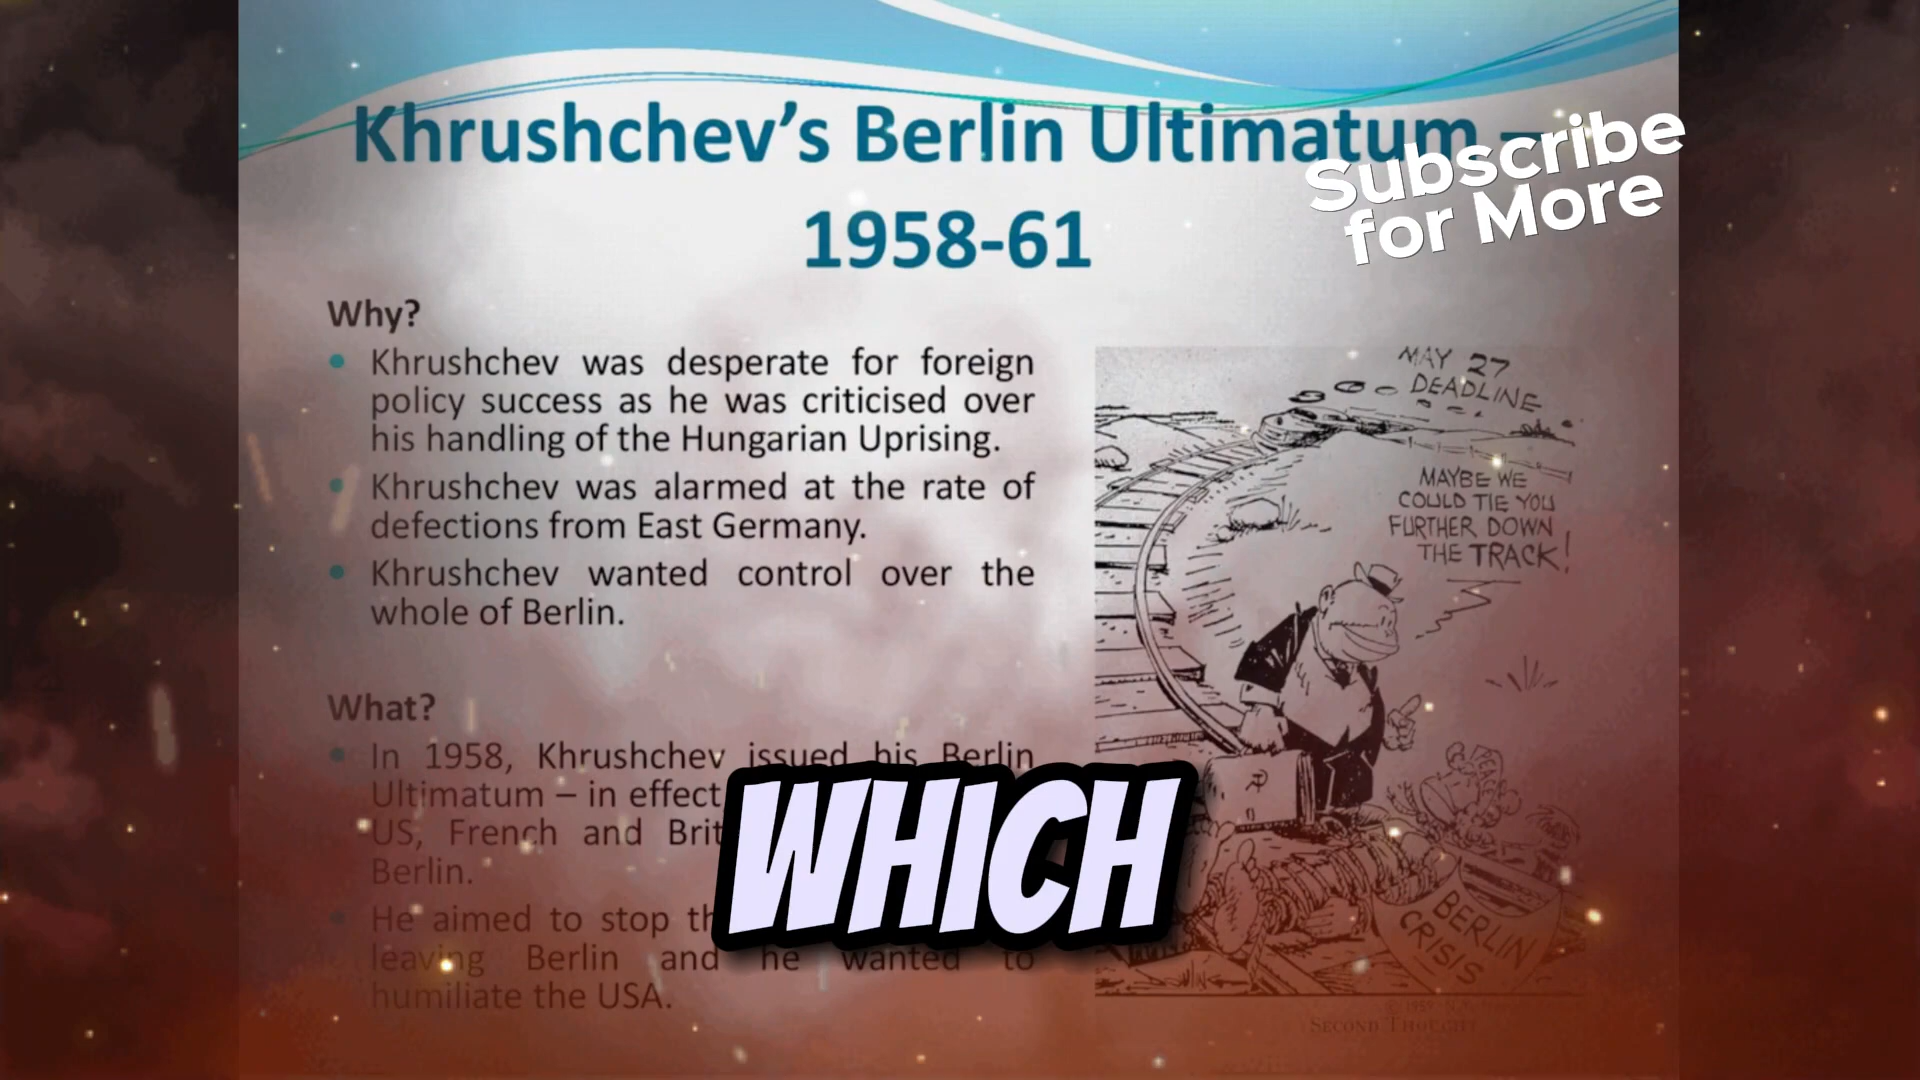 Khrushchev's Berlin Ultimatum –
1958-61
Subscribe
for More
Why?
Khrushchev was desperate for foreign
policy success as he was criticised over
his handling of the Hungarian Uprising.
Khrushchev was alarmed at the rate of
defections from East Germany.
Khrushchev wanted control over the
whole of Berlin.
What?
In 1958, Khrushchev issued his Berlin
Ultimatum – in effect
US, French and Brit
Berlin.
He aimed to stop th
leaving Berlin and he wanted to
humiliate the USA.
WHICH
MAY 27
DEADLINE
MAYBE WE
COULD TIE YOU
FURTHER DOWN
THE TRACK!
PEACE
BERLIN
CRISIS
SECOND THOUGHT